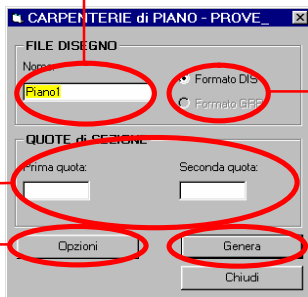 CARPENTERIE di PIANO - PROVE_
FILE DISEGNO
Nome:
Piano1
Formato DIS
Formato GRF
QUOTE di SEZIONE
Prima quota:
Seconda quota:
Opzioni
Genera
Chiudi